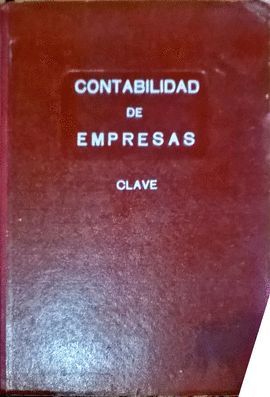 CONTABILIDAD
DE
EMPRESAS
CLAVE